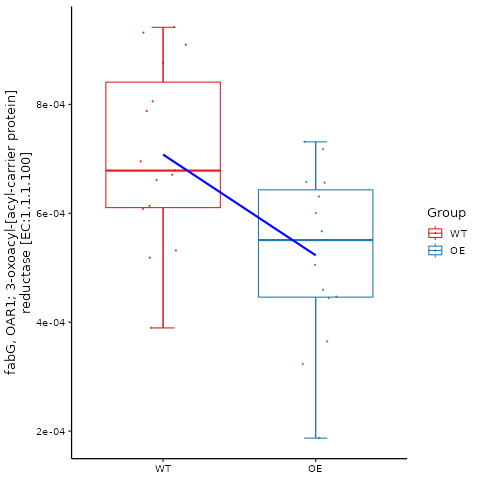 fabG, OAR1; 3-oxoacyl-[acyl-carrier protein]
reductase [EC:1.1.1.100]
8e-04
6e-04
4e-04
2e-04
WT
OE
Group
WT
OE